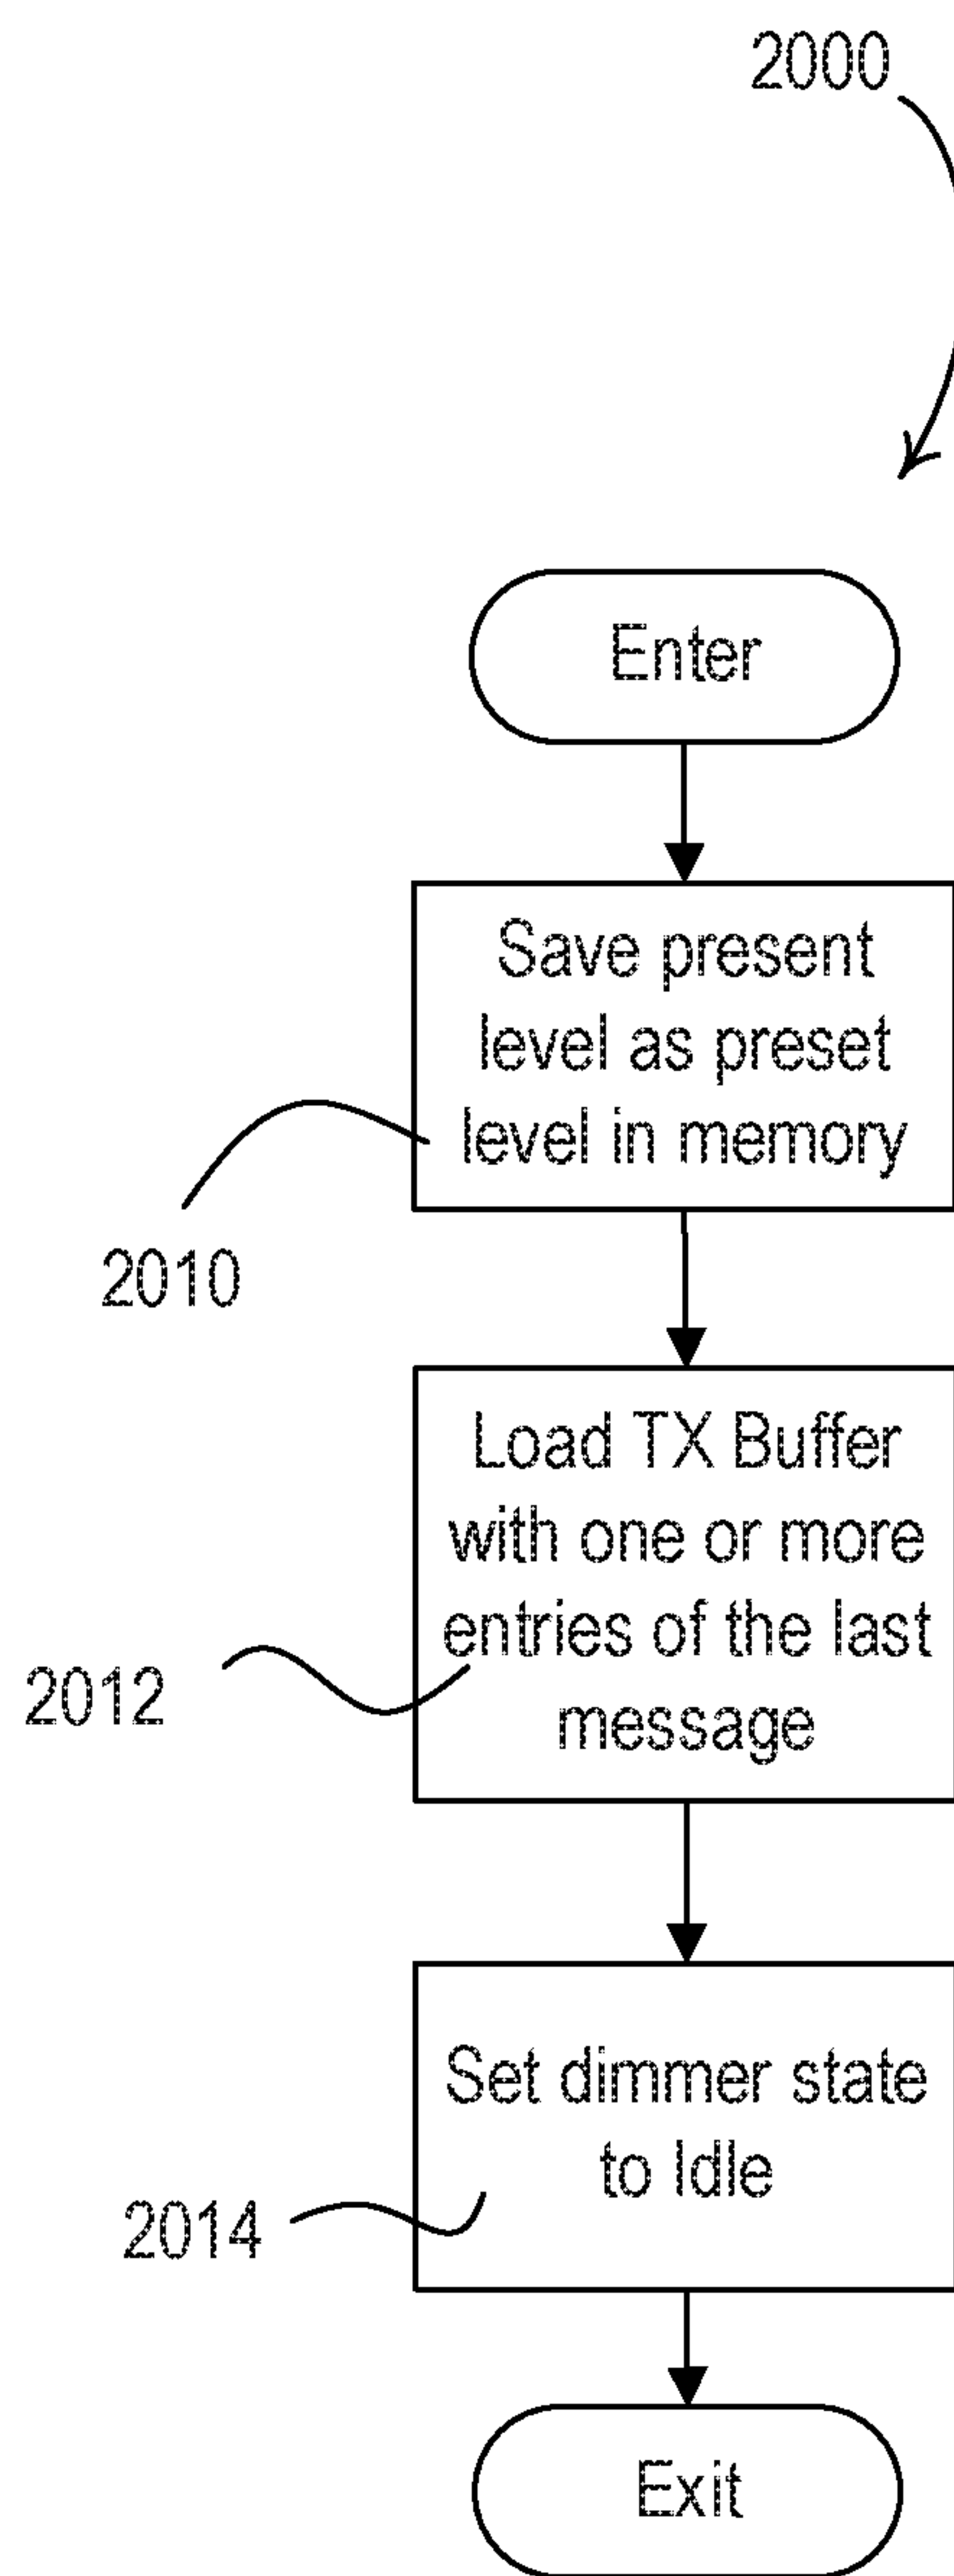 2000
Enter
Save present
level as preset
level in memory
2010
Load TX Buffer
with one or more
entries of the last
message
2012
Set dimmer state
to Idle
2014
Exit